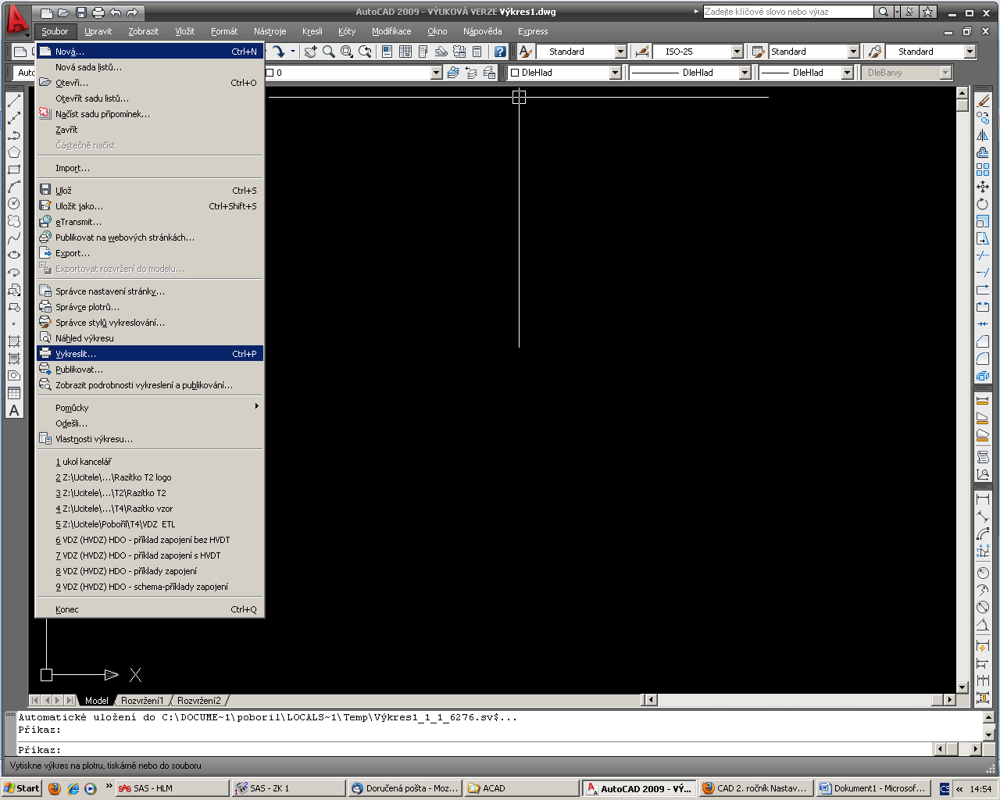 AutoCAD 2009 - VÝUKOVÁ VERZE Výkres1.dwg
Zadejte klíčové slovo nebo výraz
Soubor Upravit Zobrazit Vložit Formát Nástroje Kresli Kóty Modifikace Okno Nápověda Express
Standard ISO-25 Standard Standard
Auto 0 DleHlad DleHlad DleHlad DleBarvy
Nová... Ctrl+N
Nová sada listů...
Otevři... Ctrl+O
Otevřít sadu listů...
Načíst sadu připomínek...
Zavřít
Částečně načíst
Import...
Ulož Ctrl+S
Uložit jako... Ctrl+Shift+S
eTransmit...
Publikovat na webových stránkách...
Export...
Exportovat rozvržení do modelu...
Správce nastavení stránky...
Správce plotrů...
Správce stylů vykreslování...
Náhled výkresu
Vykreslit... Ctrl+P
Publikovat...
Zobrazit podrobnosti vykreslení a publikování...
Pomůcky
Odešli...
Vlastnosti výkresu...
1 ukol kancelář
2 Z:\Ucitele\...\Razítko T2 logo
3 Z:\Ucitele\...\T2\Razítko T2
4 Z:\Ucitele\...\T4\Razítko vzor
5 Z:\Ucitele\Pobořil\T4\VDZ ETL
6 VDZ (HVDZ) HDO - příklad zapojení bez HVDT
7 VDZ (HVDZ) HDO - příklad zapojení s HVDT
8 VDZ (HVDZ) HDO - příklady zapojení
9 VDZ (HVDZ) HDO - schema-příklady zapojení
Konec Ctrl+Q
A
X
Model Rozvržení1 Rozvržení2
Automatické uložení do C:\DOCUME~1\poboril\LOCALS~1\Temp\Výkres1_1_1_6276.sv$...
Příkaz:
Příkaz:
Vytiskne výkres na plotru, tiskárně nebo do souboru
Start SAS - HLM SAS - ZK 1 Doručená pošta - Moz... ACAD AutoCAD 2009 - VÝ... CAD 2. ročník Nastav... Dokument1 - Microsof... CS 14:54